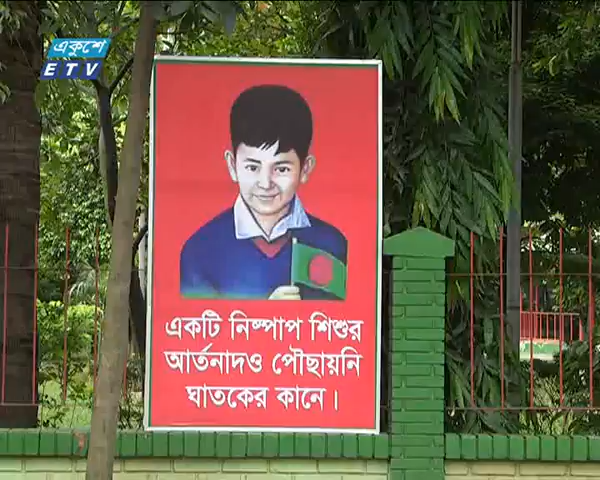 একুশে
ETV
একটি নিষ্পাপ শিশুর
আর্তনাদও পৌছায়নি
ঘাতকের কানে।